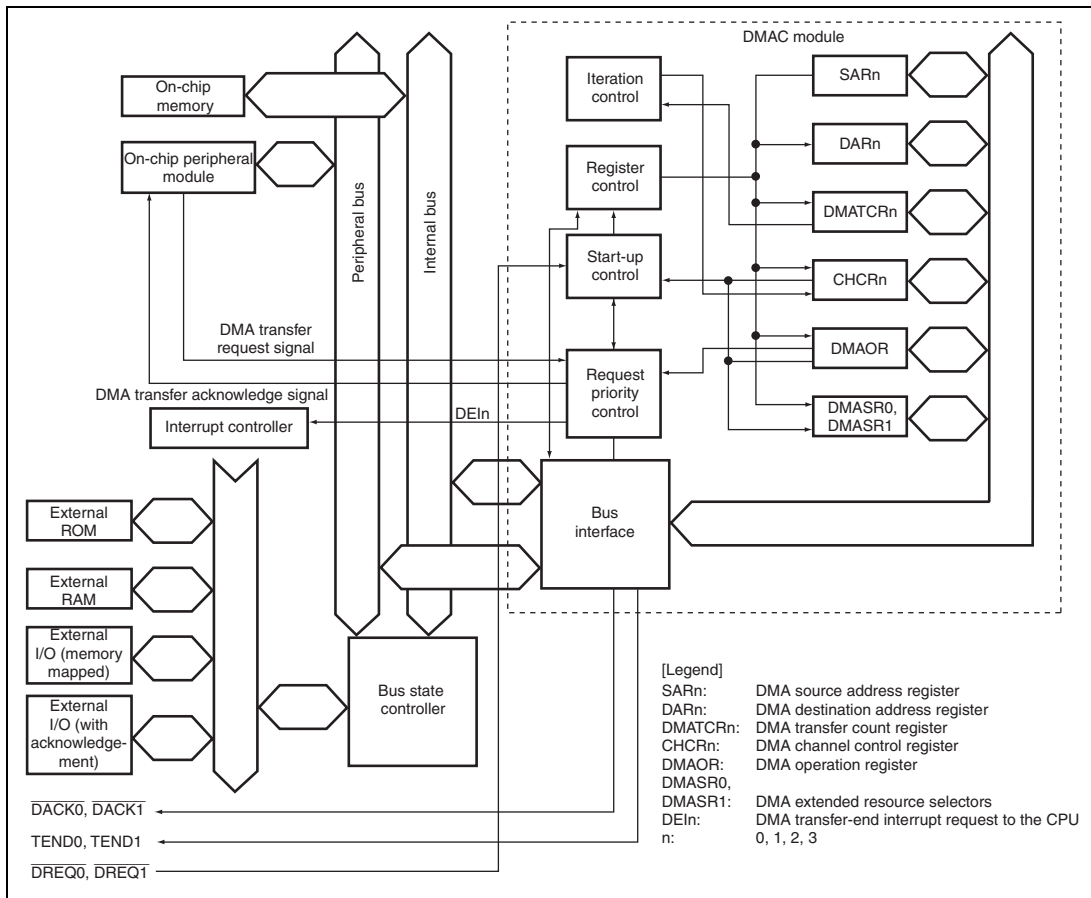 DMAC module
On-chip
memory
On-chip peripheral
module
Peripheral bus
Internal bus
Iteration
control
Register
control
Start-up
control
Request
priority
control
SARn
DARn
DMATCRn
CHCRn
DMAOR
DMASR0,
DMASR1
DMA transfer
request signal
DMA transfer acknowledge signal
DEIn
Interrupt controller
Bus
interface
External
ROM
External
RAM
External
I/O (memory
mapped)
External
I/O (with
acknowledge-
ment)
Bus state
controller
DACK0, DACK1
TEND0, TEND1
DREQ0, DREQ1
[Legend]
SARn: DMA source address register
DARn: DMA destination address register
DMATCRn: DMA transfer count register
CHCRn: DMA channel control register
DMAOR: DMA operation register
DMASR0,
DMASR1: DMA extended resource selectors
DEIn: DMA transfer-end interrupt request to the CPU
n: 0, 1, 2, 3